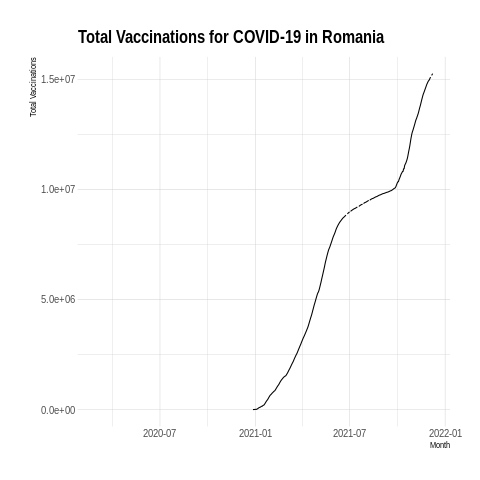 Total Vaccinations for COVID-19 in Romania
Total Vaccinations
1.5e+07
1.0e+07
5.0e+06
0.0e+00
2020-07
2021-01
2021-07
2022-01
Month